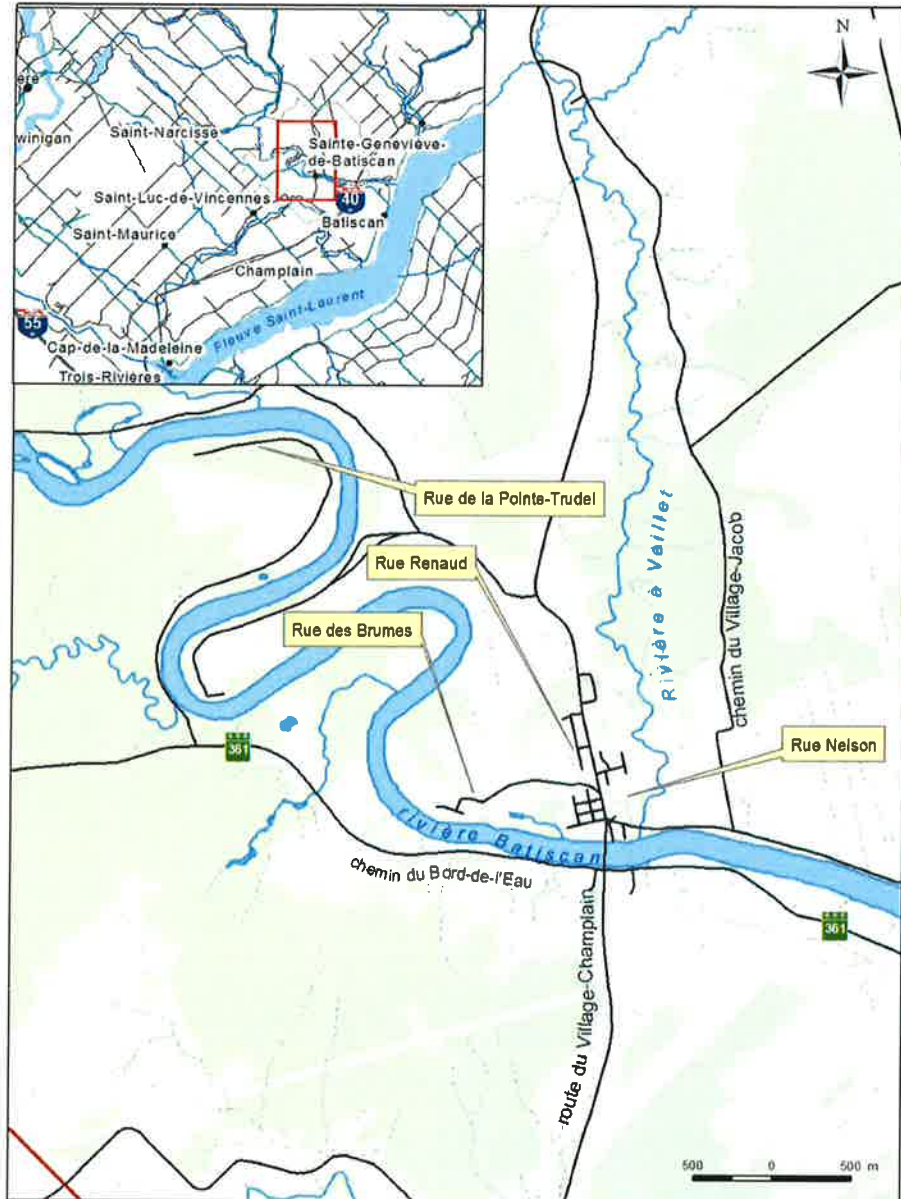 N
ere
winigan
Saint-Narcisse
Sainte-Geneviève-
de-Batiscan
40
Saint-Luc-de-Vincennes
Batiscan
Saint-Maurice
Champlain
Fleuve Saint-Laurent
55
Cap-de-la-Madeleine
Trois-Rivières
Rue de la Pointe-Trudel
Rivière à Veillet
chemin du Village-Jacob
Rue Renaud
Rue des Brumes
361
Rue Nelson
rivière Batiscan
chemin du Bord-de-l'Eau
361
route du Village-Champlain
500 0 500 m